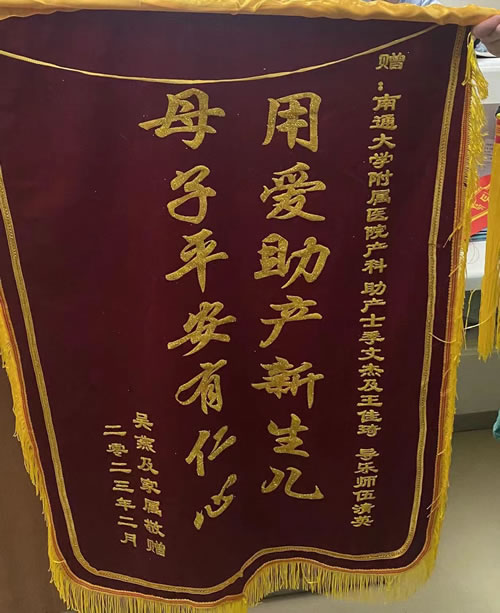 赠：南通大学附属医院产科 助产士季文杰及王佳琦 导乐师伍清英
用爱助产新生儿
母子平安有仁心
吴燕及家属敬赠
二零二三年二月